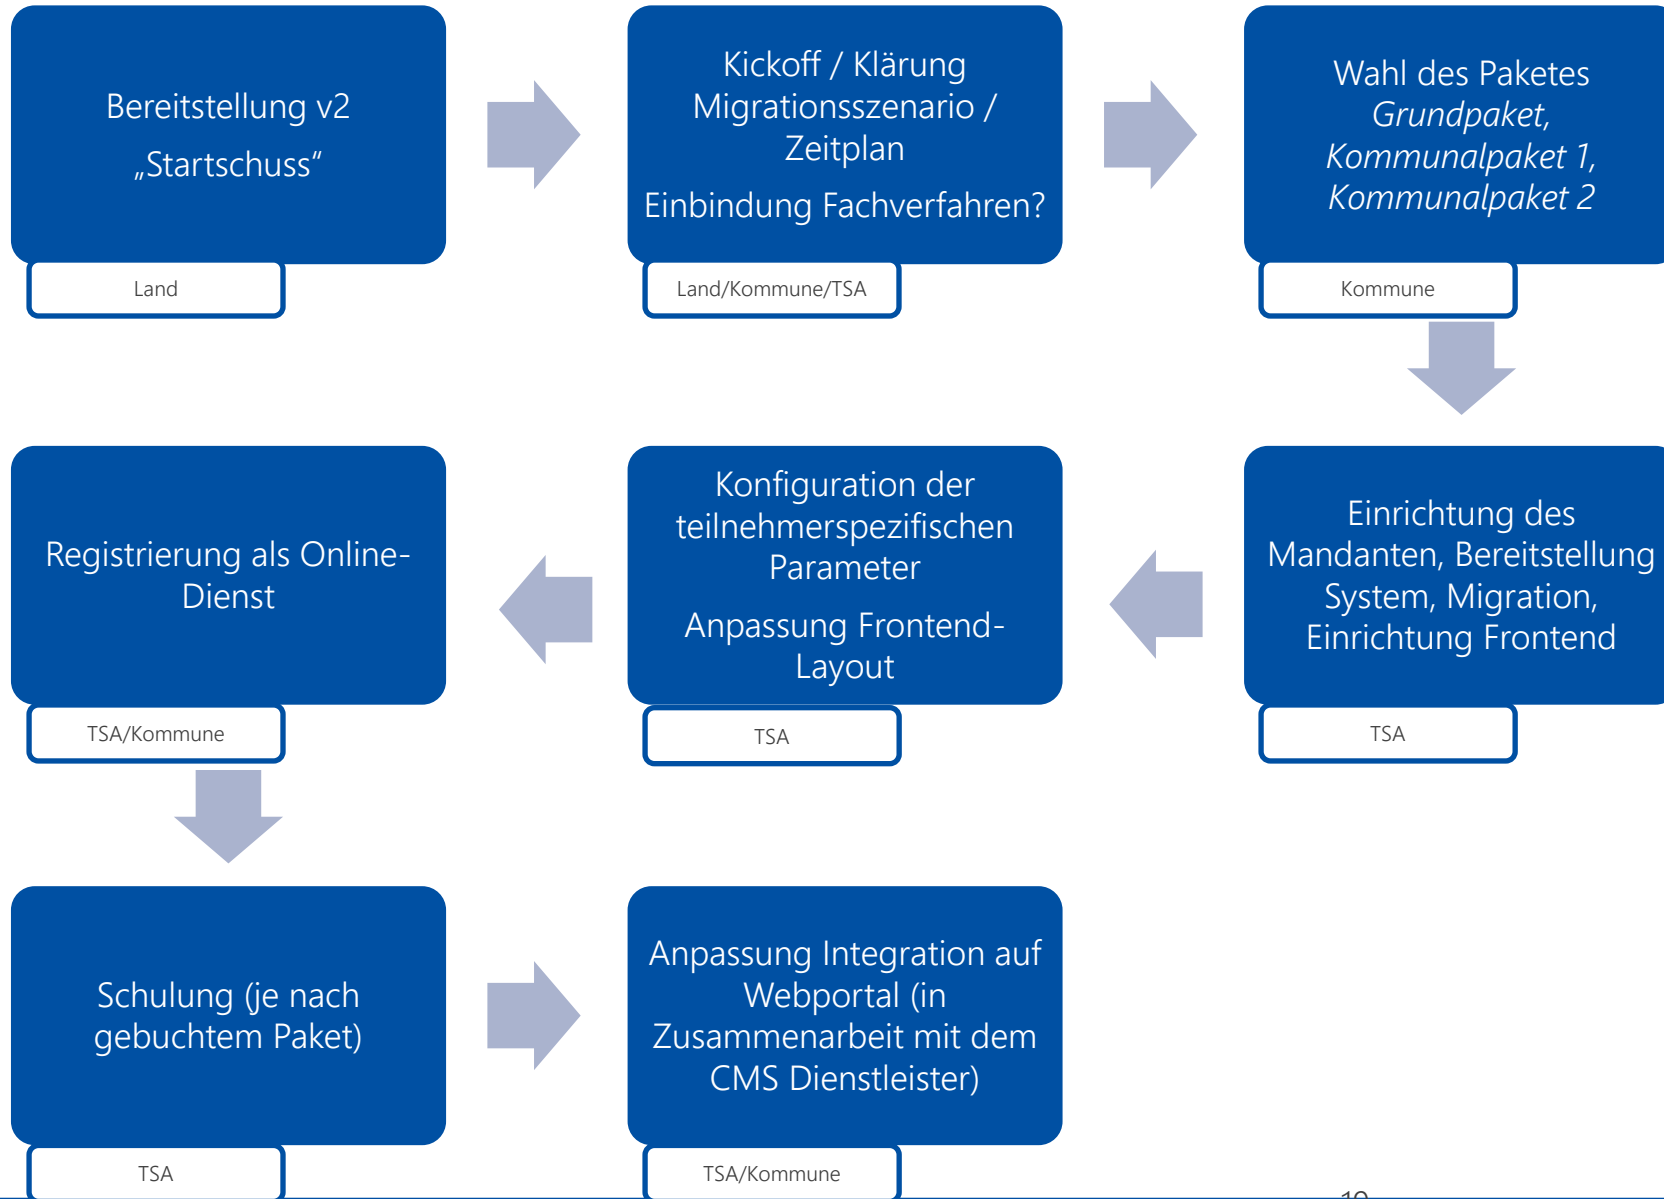 Bereitstellung v2
„Startschuss“
Land
Kickoff / Klärung
Migrationsszenario /
Zeitplan
Einbindung Fachverfahren?
Land/Kommune/TSA
Wahl des Paketes
Grundpaket,
Kommunalpaket 1,
Kommunalpaket 2
Kommune
Einrichtung des
Mandanten, Bereitstellung
System, Migration,
Einrichtung Frontend
TSA
Konfiguration der
teilnehmerspezifischen
Parameter
Anpassung Frontend-
Layout
TSA
Registrierung als Online-
Dienst
TSA/Kommune
Schulung (je nach
gebuchtem Paket)
TSA
Anpassung Integration auf
Webportal (in
Zusammenarbeit mit dem
CMS Dienstleister)
TSA/Kommune